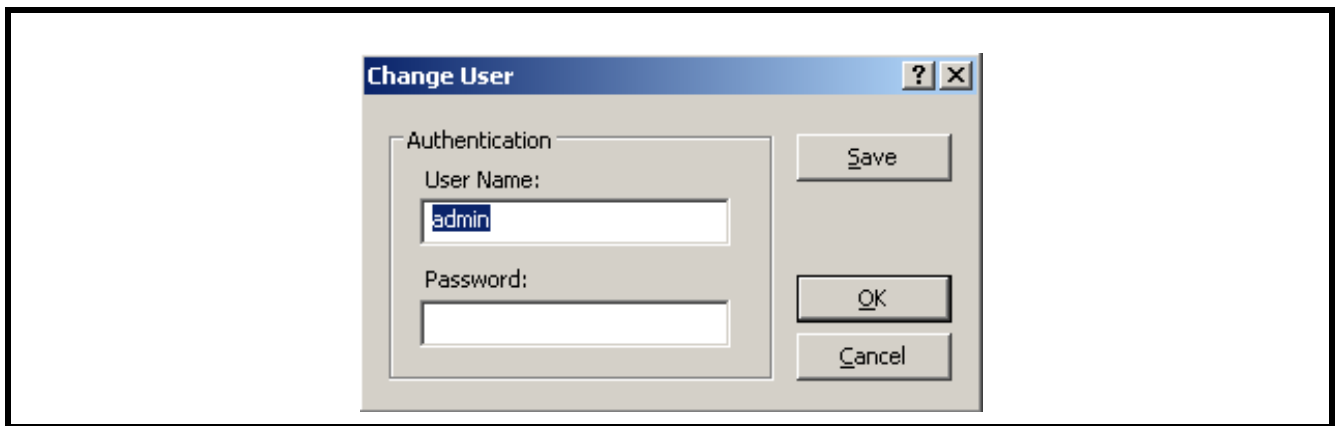 Change User
Authentication
User Name:
admin
Password:
Save
OK
Cancel